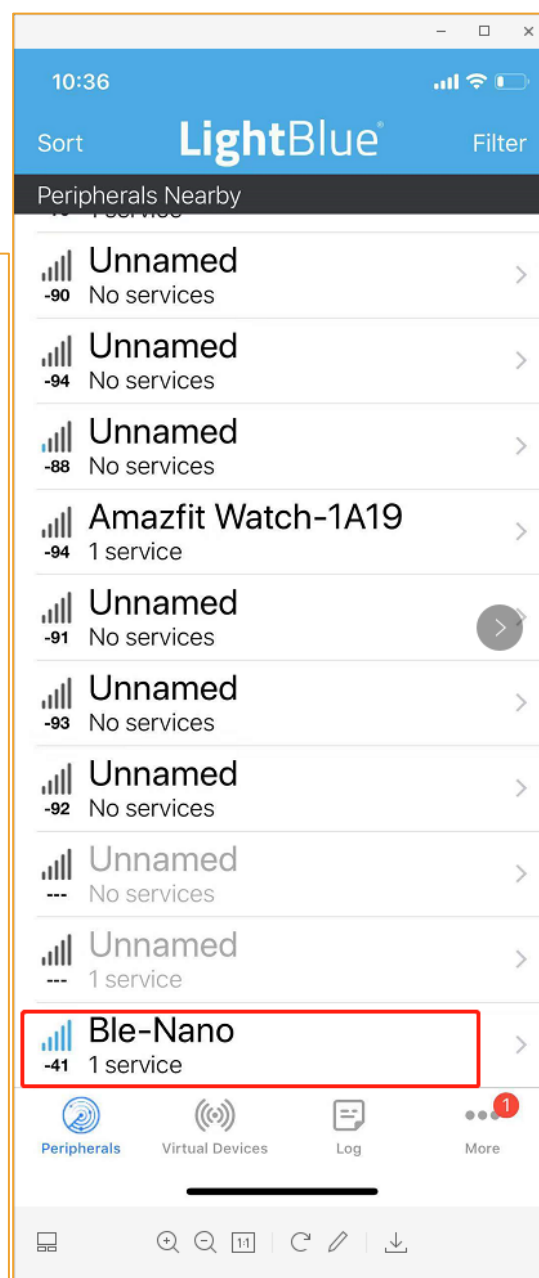 10:36
Sort
LightBlue®
Filter
Peripherals Nearby
Unnamed
-90 No services
Unnamed
-94 No services
Unnamed
-88 No services
Amazfit Watch-1A19
-94 1 service
Unnamed
-91 No services
Unnamed
-93 No services
Unnamed
-92 No services
Unnamed
--- No services
Unnamed
--- 1 service
Ble-Nano
-41 1 service
1
Peripherals
Virtual Devices
Log
More
1:1